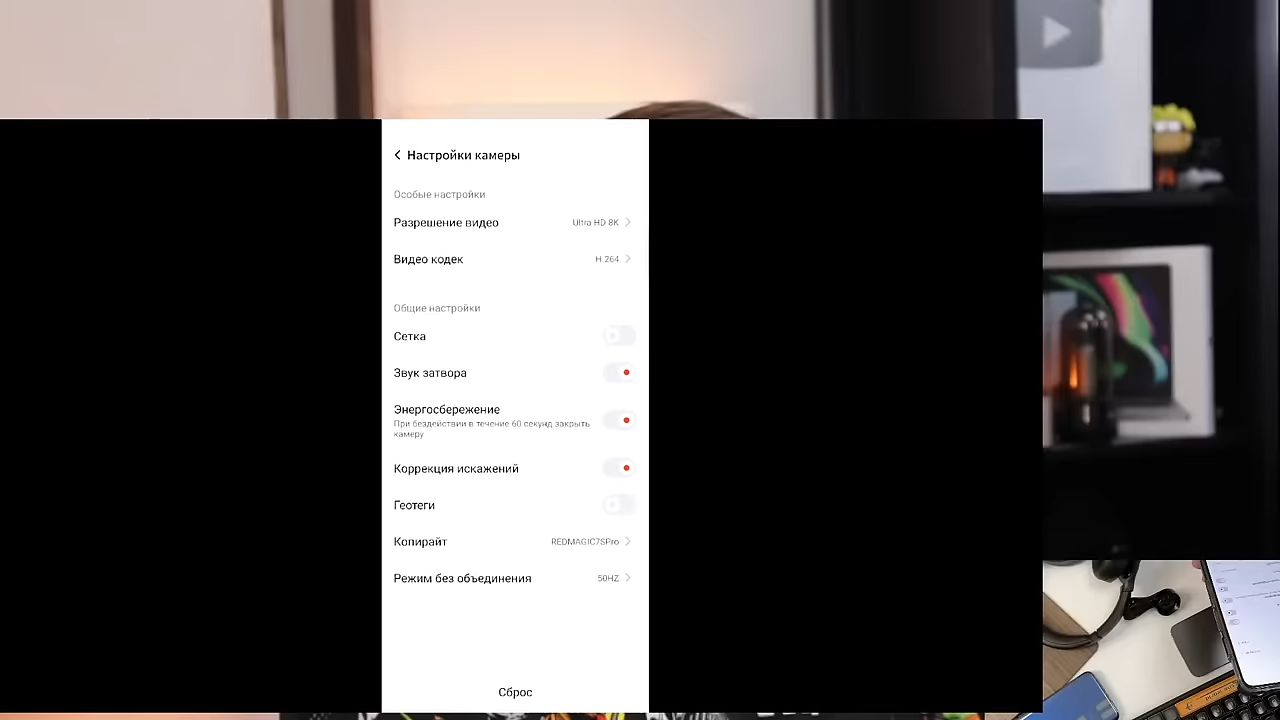 Настройки камеры
Особые настройки
Разрешение видео Ultra HD 8K
Видео кодек H.264
Общие настройки
Сетка
Звук затвора
Энергосбережение
При бездействии в течение 60 секунд закрыть
камеру
Коррекция искажений
Геотеги
Копирайт REDMAGIC7SPro
Режим без объединения 50HZ
Сброс